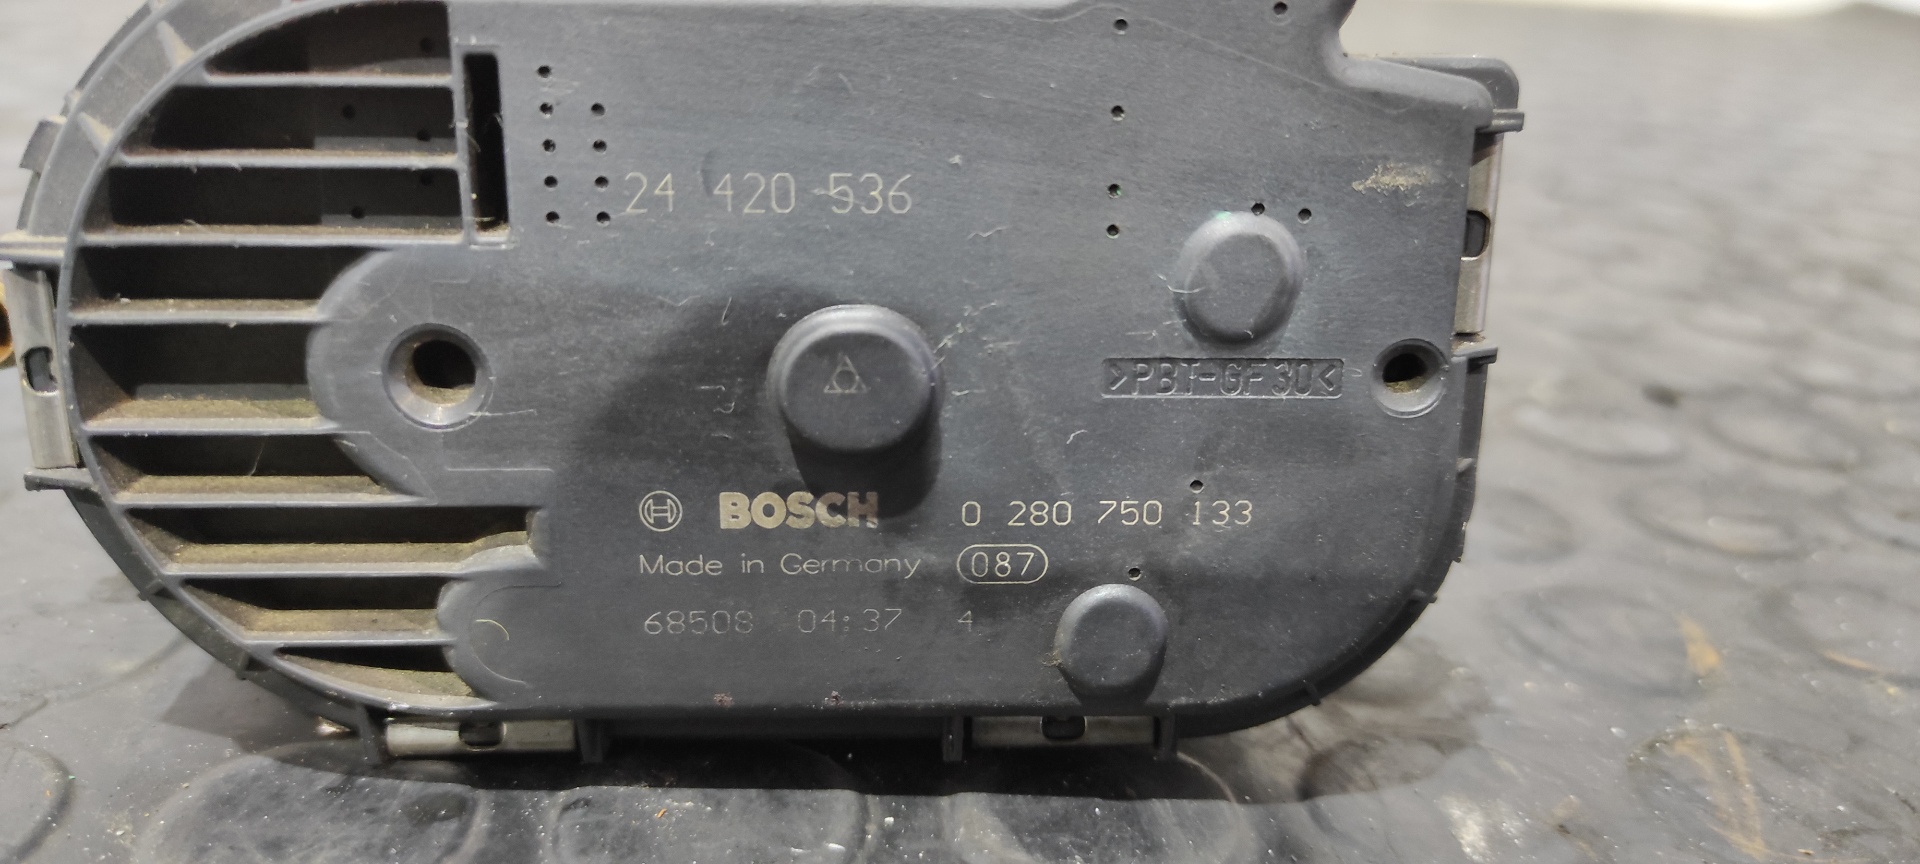 24 420 536
>PBT-GF30<
BOSCH 0 280 750 133
Made in Germany 087
68508 04:37 4